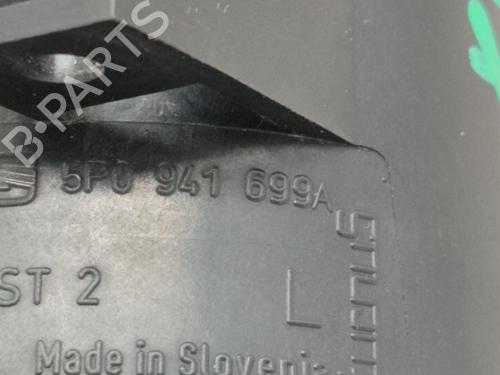 B-PARTS
5P0 941 699A
ST 2
L
Made in Sloveni